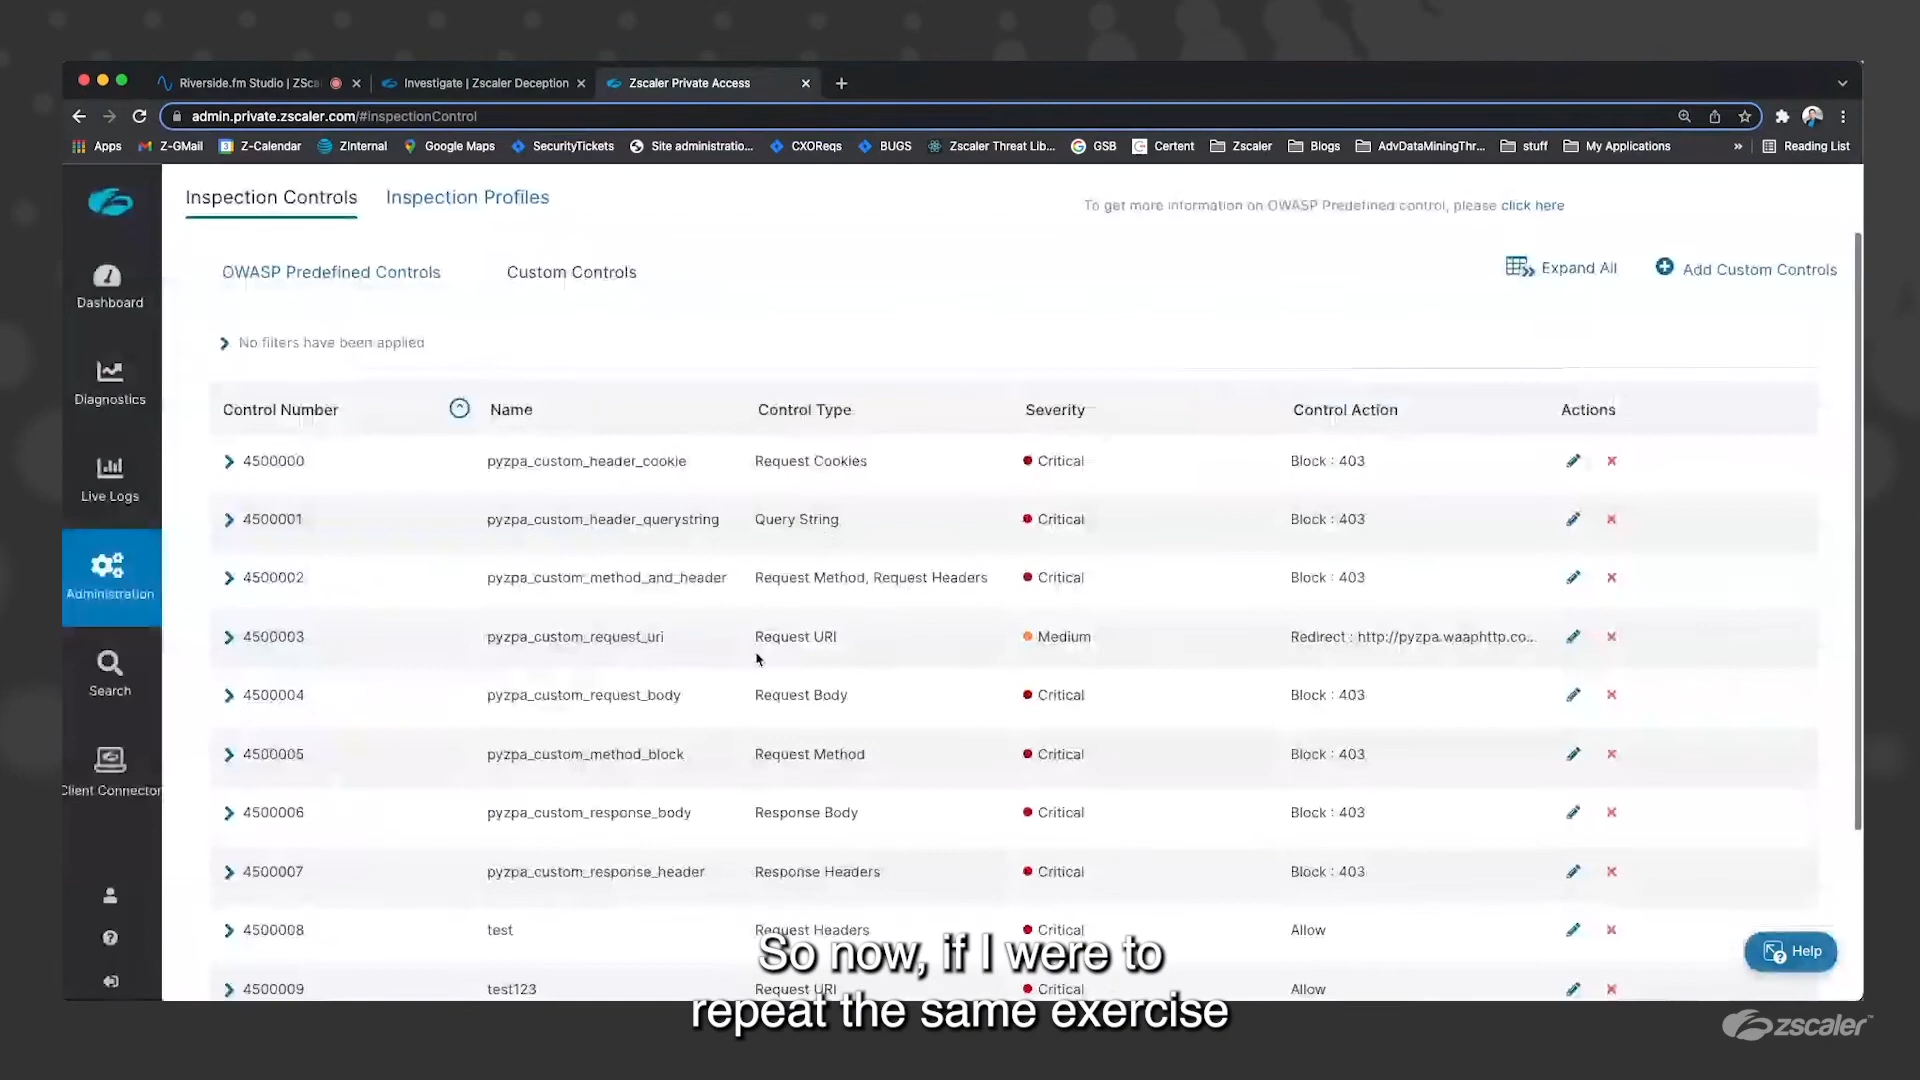 Riverside.fm Studio | ZSca
Investigate | Zscaler Deception
Zscaler Private Access
admin.private.zscaler.com/#inspectionControl
Apps
Z-GMail
Z-Calendar
ZInternal
Google Maps
SecurityTickets
Site administratio...
CXOReqs
BUGS
Zscaler Threat Lib...
GSB
Certent
Zscaler
Blogs
AdvDataMiningThr...
stuff
My Applications
»
Reading List
Inspection Controls
Inspection Profiles
To get more information on OWASP Predefined control, please click here
OWASP Predefined Controls
Custom Controls
Expand All
Add Custom Controls
No filters have been applied
Control Number Name Control Type Severity Control Action Actions
4500000 pyzpa_custom_header_cookie Request Cookies Critical Block : 403
4500001 pyzpa_custom_header_querystring Query String Critical Block : 403
4500002 pyzpa_custom_method_and_header Request Method, Request Headers Critical Block : 403
4500003 pyzpa_custom_request_uri Request URI Medium Redirect : http://pyzpa.waaphttp.co...
4500004 pyzpa_custom_request_body Request Body Critical Block : 403
4500005 pyzpa_custom_method_block Request Method Critical Block : 403
4500006 pyzpa_custom_response_body Response Body Critical Block : 403
4500007 pyzpa_custom_response_header Response Headers Critical Block : 403
4500008 test Request Headers Critical Allow
4500009 test123 Request URI Critical Allow
Dashboard
Diagnostics
Live Logs
Administration
Search
Client Connector
Help
So now, if I were to
repeat the same exercise
zscaler™